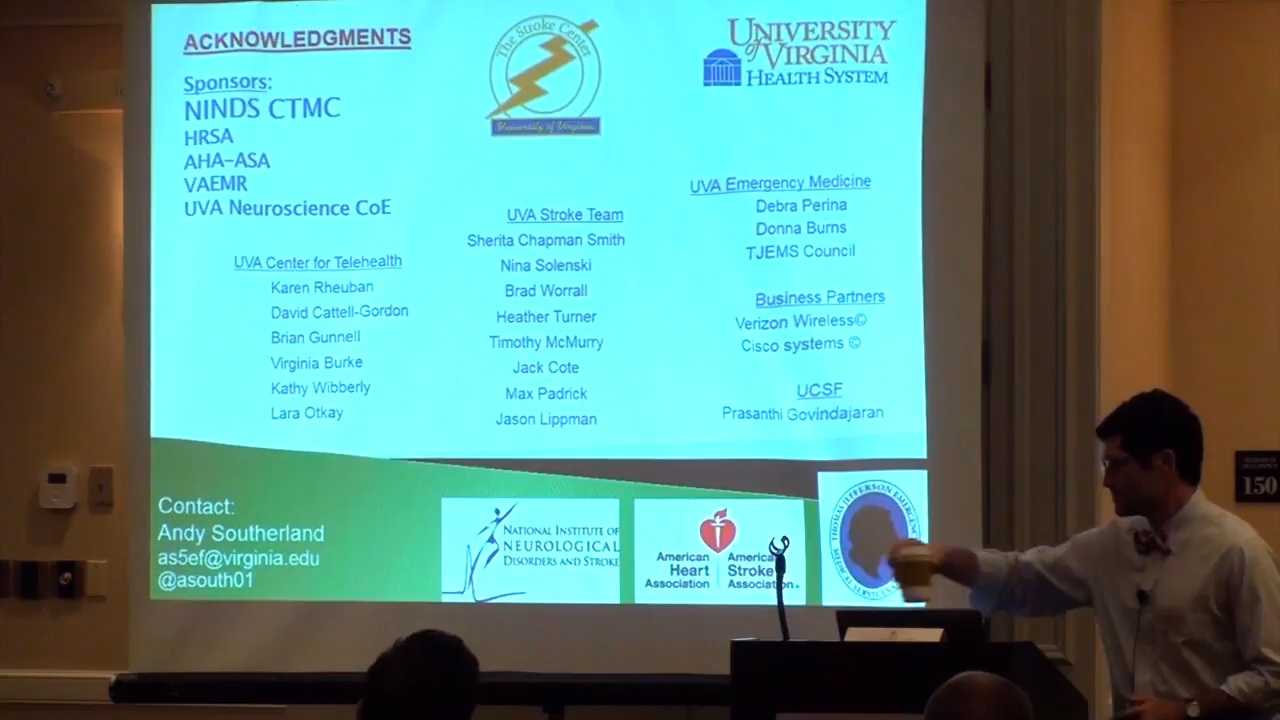 ACKNOWLEDGMENTS
Sponsors:
NINDS CTMC
HRSA
AHA-ASA
VAEMR
UVA Neuroscience CoE
The Stroke Center
University of Virginia
UNIVERSITY
of VIRGINIA
HEALTH SYSTEM
UVA Center for Telehealth
Karen Rheuban
David Cattell-Gordon
Brian Gunnell
Virginia Burke
Kathy Wibberly
Lara Otkay
UVA Stroke Team
Sherita Chapman Smith
Nina Solenski
Brad Worrall
Heather Turner
Timothy McMurry
Jack Cote
Max Padrick
Jason Lippman
UVA Emergency Medicine
Debra Perina
Donna Burns
TJEMS Council
Business Partners
Verizon Wireless©
Cisco systems ©
UCSF
Prasanthi Govindajaran
Contact:
Andy Southerland
as5ef@virginia.edu
@asouth01
NATIONAL INSTITUTE OF
NEUROLOGICAL
DISORDERS AND STROKE
American
Heart
Association
American
Stroke
Association.
THOMAS JEFFERSON EMERGENCY
MEDICAL SERVICES
150